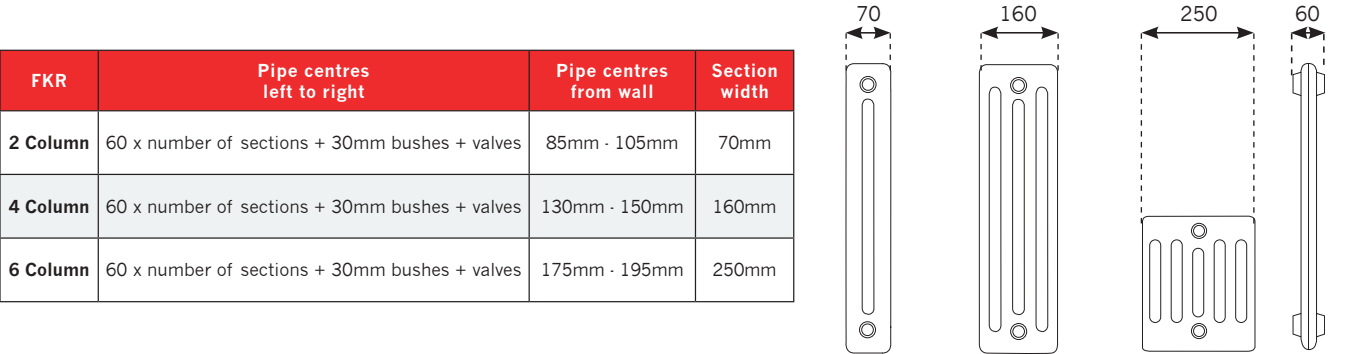 70 160 250 60
FKR Pipe centres left to right Pipe centres from wall Section width
2 Column 60 x number of sections + 30mm bushes + valves 85mm - 105mm 70mm
4 Column 60 x number of sections + 30mm bushes + valves 130mm - 150mm 160mm
6 Column 60 x number of sections + 30mm bushes + valves 175mm - 195mm 250mm